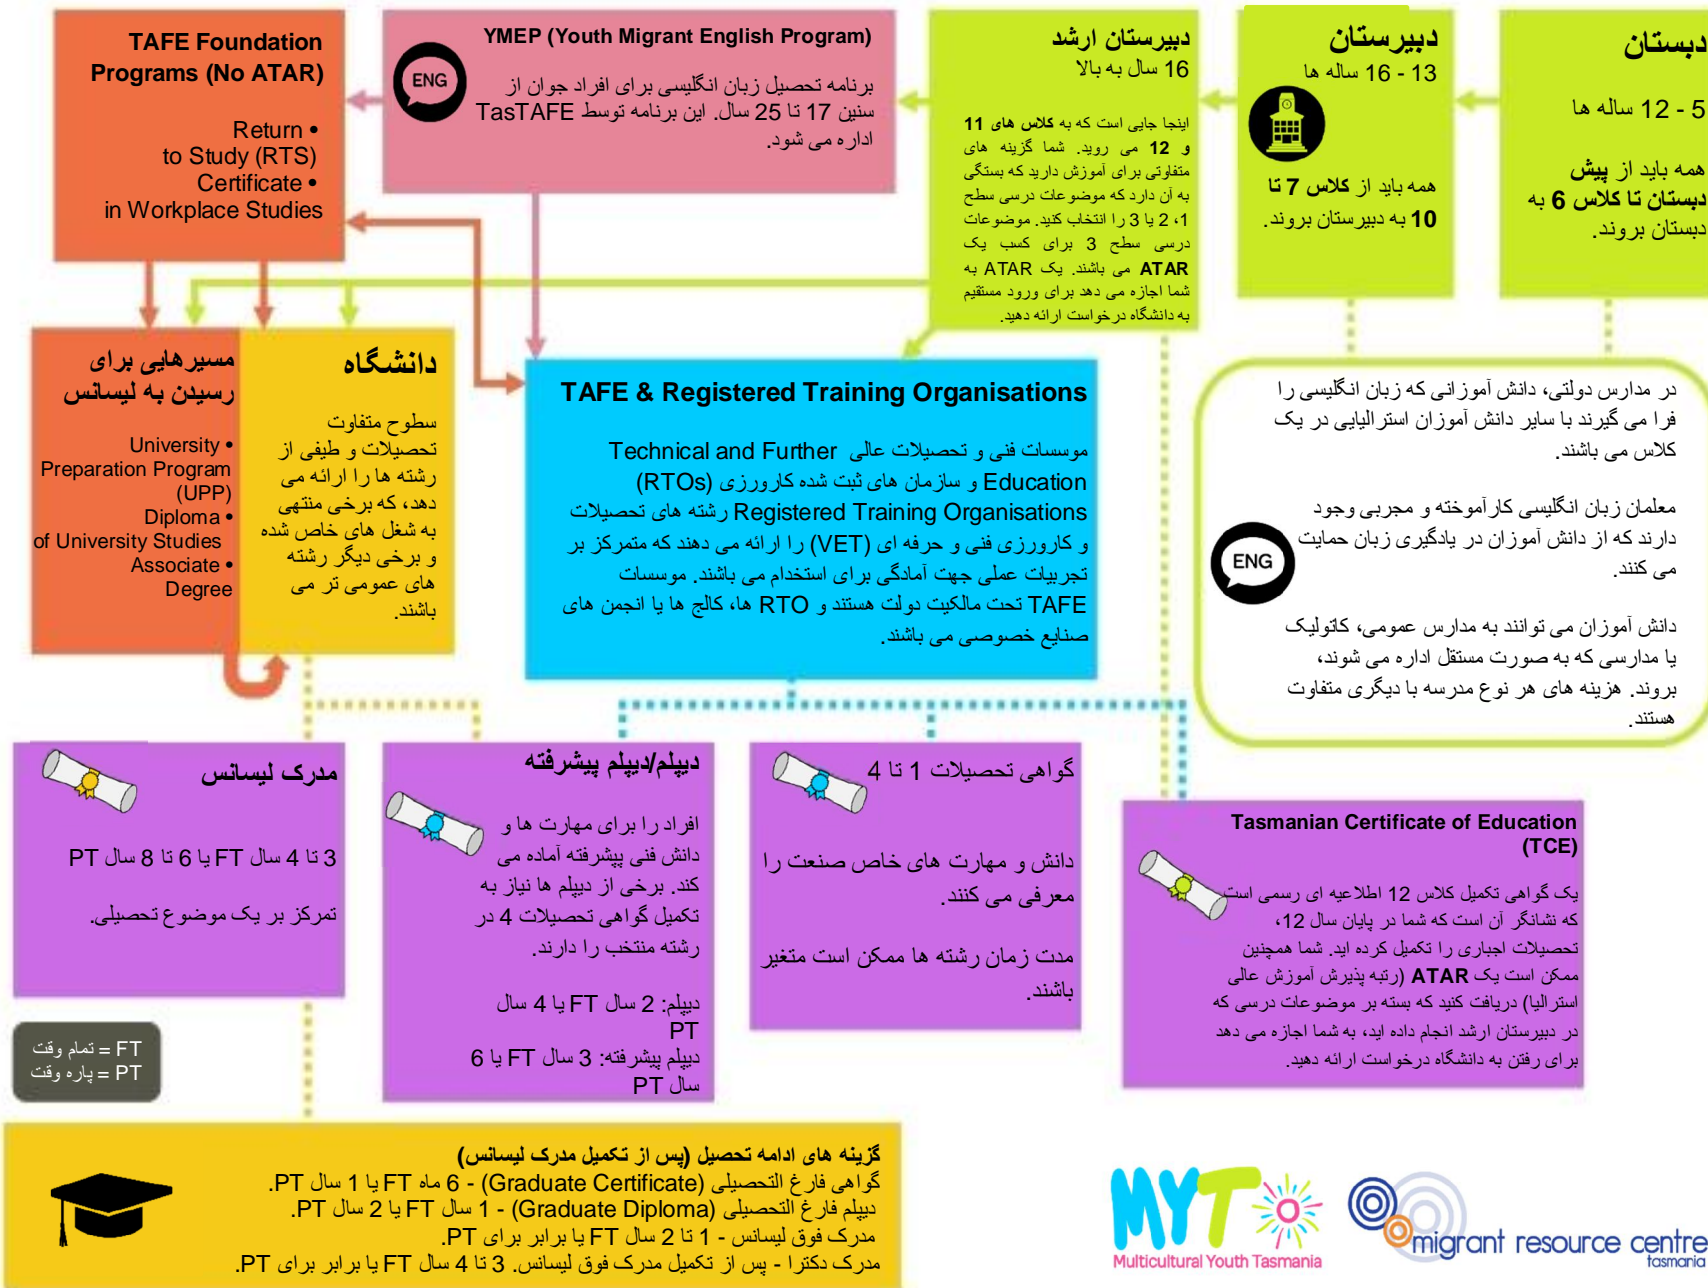 دبستان
5 - 12 ساله ها
همه باید از پیش
دبستان تا کلاس 6 به
دبستان بروند.
دبیرستان
13 - 16 ساله ها
همه باید از کلاس 7 تا
10 به دبیرستان بروند.
دبیرستان ارشد
16 سال به بالا
اینجا جایی است که به کلاس های 11
و 12 می روید. شما گزینه های
متفاوتی برای آموزش دارید که بستگی
به آن دارد که موضوعات درسی سطح
1، 2 یا 3 را انتخاب کنید. موضوعات
درسی سطح 3 برای کسب یک
ATAR می باشند. یک ATAR به
شما اجازه می دهد برای ورود مستقیم
به دانشگاه درخواست ارائه دهید.
YMEP (Youth Migrant English Program)
ENG
برنامه تحصیل زبان انگلیسی برای افراد جوان از
سنین 17 تا 25 سال. این برنامه توسط TasTAFE
اداره می شود.
TAFE Foundation
Programs (No ATAR)
Return •
to Study (RTS)
Certificate •
in Workplace Studies
در مدارس دولتی، دانش آموزانی که زبان انگلیسی را
فرا می گیرند با سایر دانش آموزان استرالیایی در یک
کلاس می باشند.
معلمان زبان انگلیسی کارآموخته و مجربی وجود
دارند که از دانش آموزان در یادگیری زبان حمایت
می کنند.
ENG
دانش آموزان می توانند به مدارس عمومی، کاتولیک
یا مدارسی که به صورت مستقل اداره می شوند،
بروند. هزینه های هر نوع مدرسه با دیگری متفاوت
هستند.
TAFE & Registered Training Organisations
موسسات فنی و تحصیلات عالی Technical and Further
Education و سازمان های ثبت شده کارورزی (RTOs)
Registered Training Organisations رشته های تحصیلات
و کارورزی فنی و حرفه ای (VET) را ارائه می دهند که متمرکز بر
تجربیات عملی جهت آمادگی برای استخدام می باشند. موسسات
TAFE تحت مالکیت دولت هستند و RTO ها، کالج ها یا انجمن های
صنایع خصوصی می باشند.
دانشگاه
سطوح متفاوت
تحصیلات و طیفی از
رشته ها را ارائه می
دهد، که برخی منتهی
به شغل های خاص شده
و برخی دیگر رشته
های عمومی تر می
باشند.
مسیرهایی برای
رسیدن به لیسانس
University •
Preparation Program
(UPP)
Diploma •
of University Studies
Associate •
Degree
Tasmanian Certificate of Education
(TCE)
یک گواهی تکمیل کلاس 12 اطلاعیه ای رسمی است
که نشانگر آن است که شما در پایان سال 12،
تحصیلات اجباری را تکمیل کرده اید. شما همچنین
ممکن است یک ATAR (رتبه پذیرش آموزش عالی
استرالیا) دریافت کنید که بسته بر موضوعات درسی که
در دبیرستان ارشد انجام داده اید، به شما اجازه می دهد
برای رفتن به دانشگاه درخواست ارائه دهید.
گواهی تحصیلات 1 تا 4
دانش و مهارت های خاص صنعت را
معرفی می کنند.
مدت زمان رشته ها ممکن است متغیر
باشند.
دیپلم/دیپلم پیشرفته
افراد را برای مهارت ها و
دانش فنی پیشرفته آماده می
کند. برخی از دیپلم ها نیاز به
تکمیل گواهی تحصیلات 4 در
رشته منتخب را دارند.
دیپلم: 2 سال FT یا 4 سال
PT
دیپلم پیشرفته: 3 سال FT یا 6
سال PT
مدرک لیسانس
3 تا 4 سال FT یا 6 تا 8 سال PT
تمرکز بر یک موضوع تحصیلی.
FT = تمام وقت
PT = پاره وقت
گزینه های ادامه تحصیل (پس از تکمیل مدرک لیسانس)
گواهی فارغ التحصیلی (Graduate Certificate) - 6 ماه FT یا 1 سال PT.
دیپلم فارغ التحصیلی (Graduate Diploma) - 1 سال FT یا 2 سال PT.
مدرک فوق لیسانس - 1 تا 2 سال FT یا برابر برای PT.
مدرک دکترا - پس از تکمیل مدرک فوق لیسانس. 3 تا 4 سال FT یا برابر برای PT.
MYT
Multicultural Youth Tasmania
migrant resource centre
tasmania